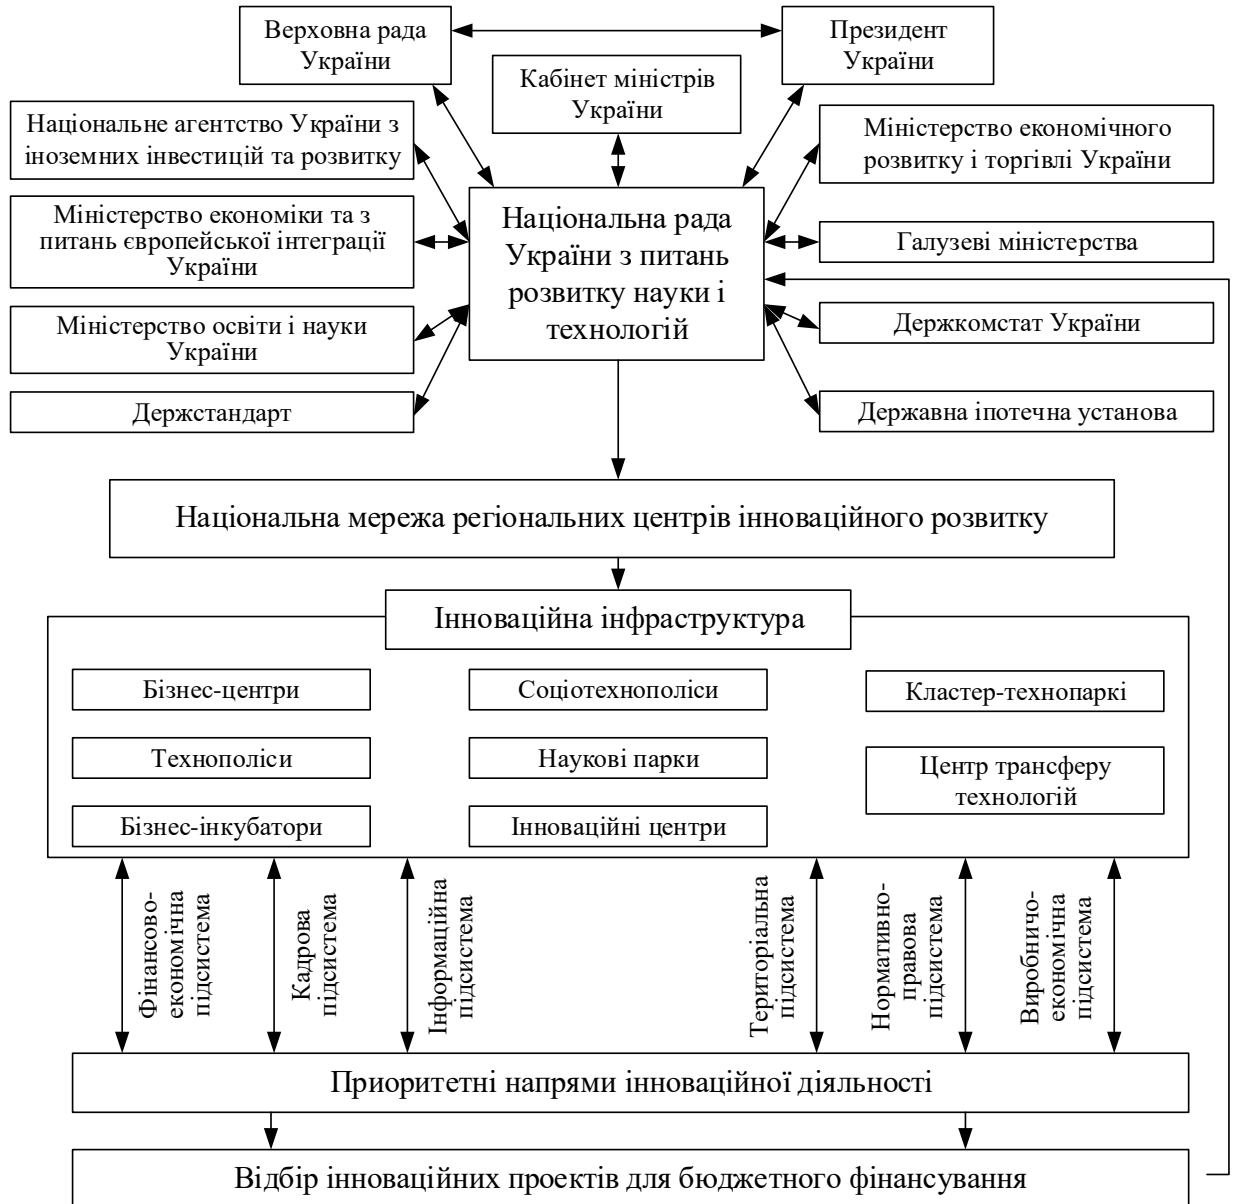 Верховна рада
України
Президент
України
Кабінет міністрів
України
Національне агентство України з
іноземних інвестицій та розвитку
Міністерство економічного
розвитку і торгівлі України
Національна рада
України з питань
розвитку науки і
технологій
Міністерство економіки та з
питань європейської інтеграції
України
Галузеві міністерства
Міністерство освіти і науки
України
Держкомстат України
Держстандарт
Державна іпотечна установа
Національна мережа регіональних центрів інноваційного розвитку
Інноваційна інфраструктура
Бізнес-центри
Соціотехнополіси
Кластер-технопаркі
Технополіси
Наукові парки
Центр трансферу
технологій
Бізнес-інкубатори
Інноваційні центри
Фінансово-
економічна
підсистема
Кадрова
підсистема
Інформаційна
підсистема
Територіальна
підсистема
Нормативно-
правова
підсистема
Виробничо-
економічна
підсистема
Приоритетні напрями інноваційної діяльності
Відбір інноваційних проектів для бюджетного фінансування